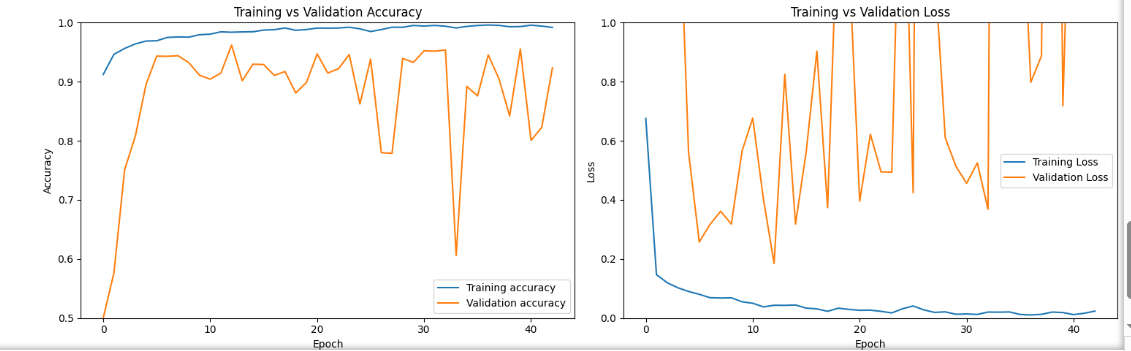 Training vs Validation Accuracy
1.0
0.9
0.8
0.7
0.6
0.5
Accuracy
0
10
20
30
40
Epoch
Training accuracy
Validation accuracy
Training vs Validation Loss
1.0
0.8
0.6
0.4
0.2
0.0
Loss
0
10
20
30
40
Epoch
Training Loss
Validation Loss